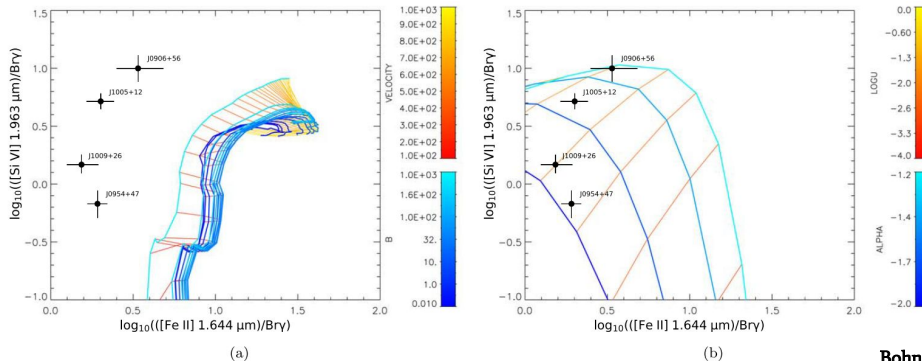 1.5
1.0
0.5
0.0
-0.5
-1.0
0.0
0.5
1.0
1.5
2.0
log₁₀(([Si VI] 1.963 μm)/Brγ)
log₁₀(([Fe II] 1.644 μm)/Brγ)
J0906+56
J1005+12
J1009+26
J0954+47
1.0E+03
9.0E+02
8.0E+02
7.0E+02
6.0E+02
5.0E+02
4.0E+02
3.0E+02
2.0E+02
1.0E+02
VELOCITY
1.0E+03
1.6E+02
1.0E+02
32.
10.
1.0
0.010
B
(a)
1.5
1.0
0.5
0.0
-0.5
-1.0
0.0
0.5
1.0
1.5
2.0
log₁₀(([Si VI] 1.963 μm)/Brγ)
log₁₀(([Fe II] 1.644 μm)/Brγ)
J0906+56
J1005+12
J1009+26
J0954+47
0.0
-0.60
-1.6
-2.0
-2.6
-3.0
-3.6
-4.0
LOGU
-1.2
-1.4
-1.7
-2.0
ALPHA
(b)
Bohn